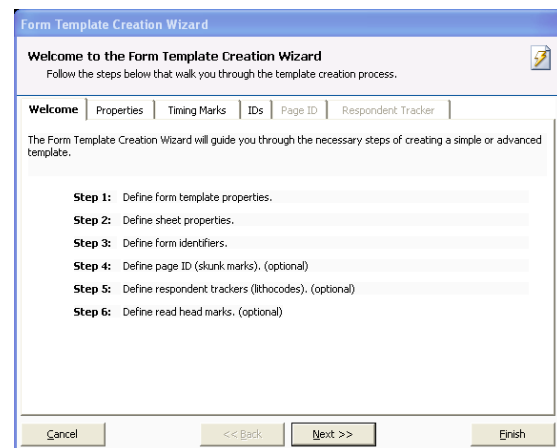 Form Template Creation Wizard
Welcome to the Form Template Creation Wizard
Follow the steps below that walk you through the template creation process.
Welcome Properties Timing Marks IDs Page ID Respondent Tracker
The Form Template Creation Wizard will guide you through the necessary steps of creating a simple or advanced
template.
Step 1: Define form template properties.
Step 2: Define sheet properties.
Step 3: Define form identifiers.
Step 4: Define page ID (skunk marks). (optional)
Step 5: Define respondent trackers (lithocodes). (optional)
Step 6: Define read head marks. (optional)
Cancel << Back Next >> Finish